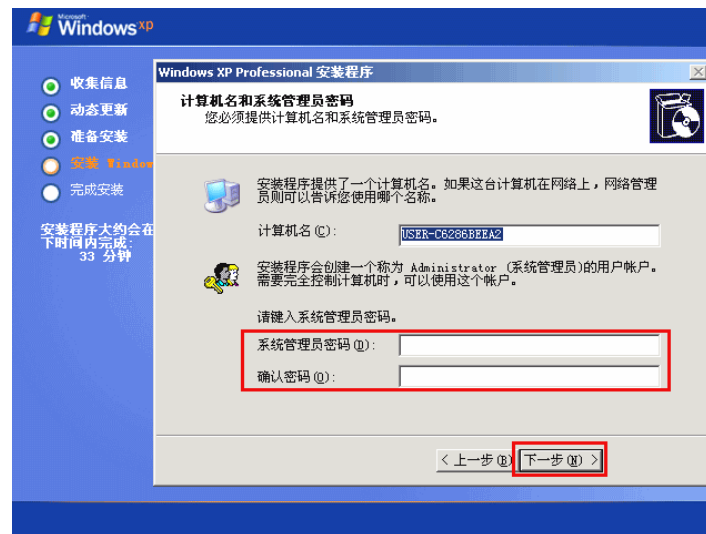 Microsoft
Windows xp
收集信息
动态更新
准备安装
安装 Window
完成安装
安装程序大约会在
下时间内完成:
33 分钟
Windows XP Professional 安装程序
计算机名和系统管理员密码
您必须提供计算机名和系统管理员密码。
安装程序提供了一个计算机名。如果这台计算机在网络上，网络管理
员则可以告诉您使用哪个名称。
计算机名(C):
USER-C6286BEEA2
安装程序会创建一个称为 Administrator (系统管理员)的用户帐户。
需要完全控制计算机时，可以使用这个帐户。
请键入系统管理员密码。
系统管理员密码(D):
确认密码(O):
< 上一步(B)
下一步(N) >